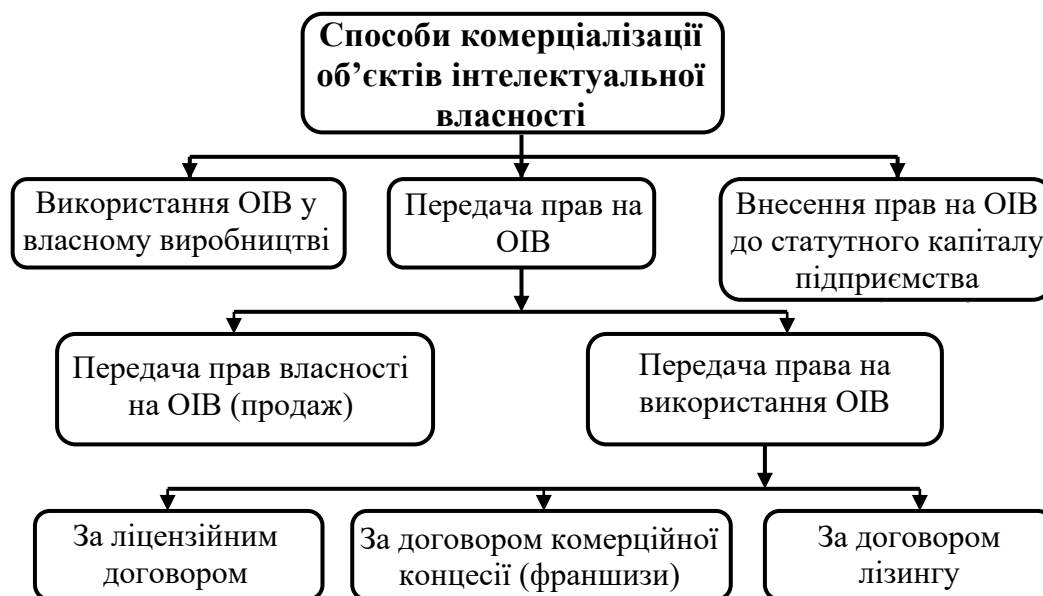 Способи комерціалізації
об’єктів інтелектуальної
власності
Використання ОІВ у
власному виробництві
Передача прав на
ОІВ
Внесення прав на ОІВ
до статутного капіталу
підприємства
Передача прав власності
на ОІВ (продаж)
Передача права на
використання ОІВ
За ліцензійним
договором
За договором комерційної
концесії (франшизи)
За договором
лізингу